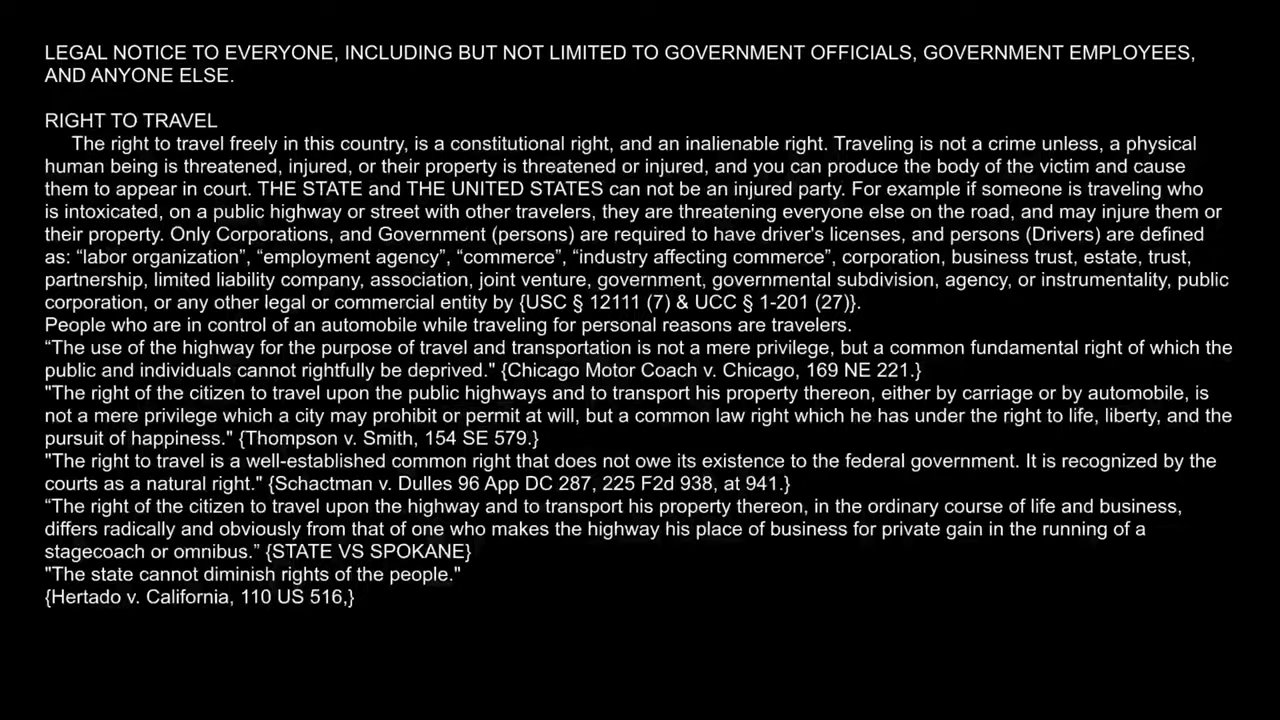 LEGAL NOTICE TO EVERYONE, INCLUDING BUT NOT LIMITED TO GOVERNMENT OFFICIALS, GOVERNMENT EMPLOYEES,
AND ANYONE ELSE.
RIGHT TO TRAVEL
The right to travel freely in this country, is a constitutional right, and an inalienable right. Traveling is not a crime unless, a physical
human being is threatened, injured, or their property is threatened or injured, and you can produce the body of the victim and cause
them to appear in court. THE STATE and THE UNITED STATES can not be an injured party. For example if someone is traveling who
is intoxicated, on a public highway or street with other travelers, they are threatening everyone else on the road, and may injure them or
their property. Only Corporations, and Government (persons) are required to have driver's licenses, and persons (Drivers) are defined
as: “labor organization”, “employment agency”, “commerce”, “industry affecting commerce”, corporation, business trust, estate, trust,
partnership, limited liability company, association, joint venture, government, governmental subdivision, agency, or instrumentality, public
corporation, or any other legal or commercial entity by {USC § 12111 (7) & UCC § 1-201 (27)}.
People who are in control of an automobile while traveling for personal reasons are travelers.
“The use of the highway for the purpose of travel and transportation is not a mere privilege, but a common fundamental right of which the
public and individuals cannot rightfully be deprived." {Chicago Motor Coach v. Chicago, 169 NE 221.}
"The right of the citizen to travel upon the public highways and to transport his property thereon, either by carriage or by automobile, is
not a mere privilege which a city may prohibit or permit at will, but a common law right which he has under the right to life, liberty, and the
pursuit of happiness." {Thompson v. Smith, 154 SE 579.}
"The right to travel is a well-established common right that does not owe its existence to the federal government. It is recognized by the
courts as a natural right." {Schactman v. Dulles 96 App DC 287, 225 F2d 938, at 941.}
“The right of the citizen to travel upon the highway and to transport his property thereon, in the ordinary course of life and business,
differs radically and obviously from that of one who makes the highway his place of business for private gain in the running of a
stagecoach or omnibus.” {STATE VS SPOKANE}
"The state cannot diminish rights of the people."
{Hertado v. California, 110 US 516,}